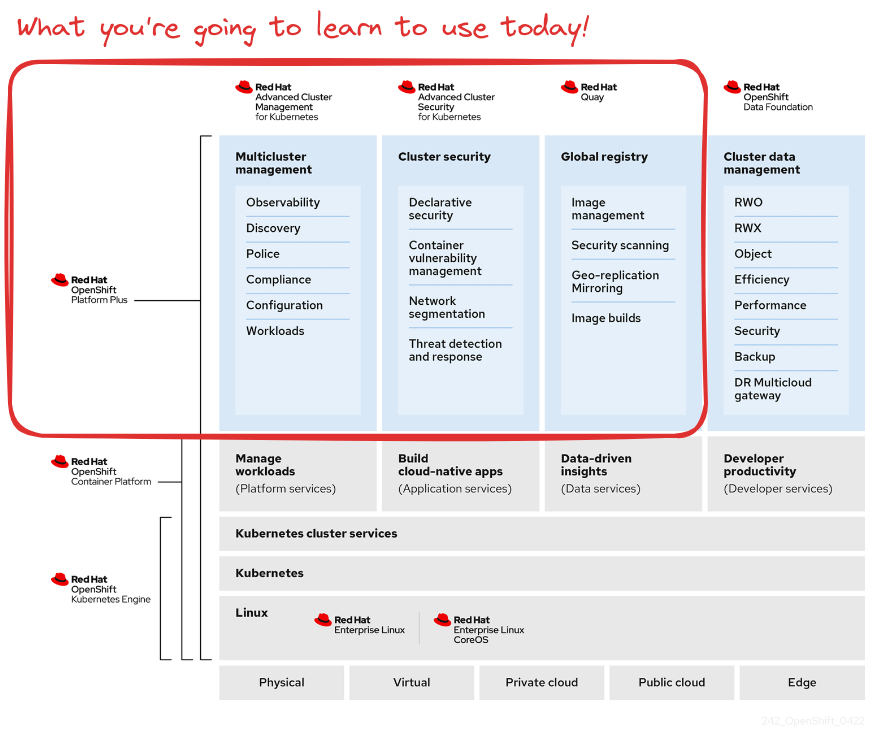 What you're going to learn to use today!
Red Hat
Advanced Cluster
Management
for Kubernetes
Red Hat
Advanced Cluster
Security
for Kubernetes
Red Hat
Quay
Red Hat
OpenShift
Data Foundation
Multicluster
management
Observability
Discovery
Police
Compliance
Configuration
Workloads
Cluster security
Declarative
security
Container
vulnerability
management
Network
segmentation
Threat detection
and response
Global registry
Image
management
Security scanning
Geo-replication
Mirroring
Image builds
Cluster data
management
RWO
RWX
Object
Efficiency
Performance
Security
Backup
DR Multicloud
gateway
Red Hat
OpenShift
Platform Plus
Red Hat
OpenShift
Container Platform
Manage
workloads
(Platform services)
Build
cloud-native apps
(Application services)
Data-driven
insights
(Data services)
Developer
productivity
(Developer services)
Red Hat
OpenShift
Kubernetes Engine
Kubernetes cluster services
Kubernetes
Linux
Red Hat
Enterprise Linux
Red Hat
Enterprise Linux
CoreOS
Physical
Virtual
Private cloud
Public cloud
Edge
242_OpenShift_0422